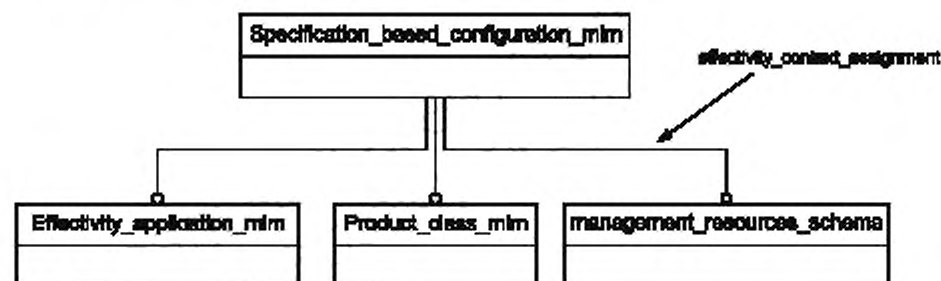 Specification_based_configuration_mim
effectivity_context_assignment
Effectivity_application_mim
Product_class_mim
management_resources_schema